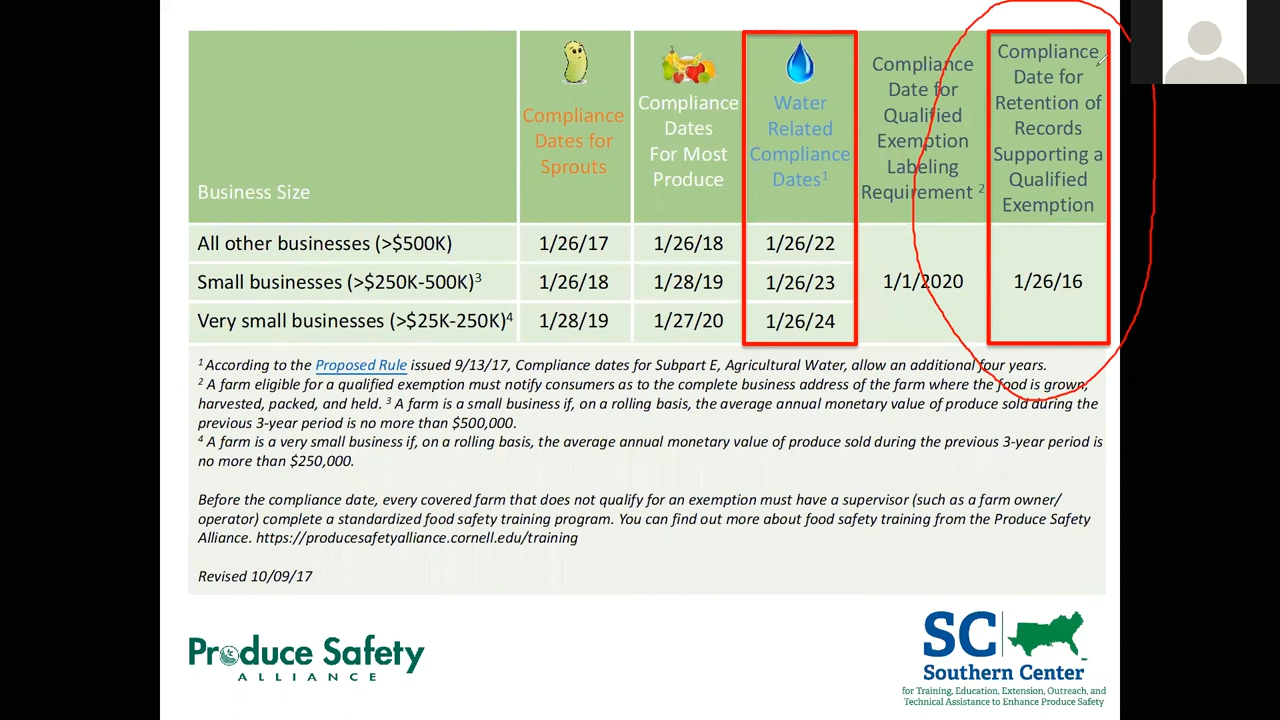 Business Size
Compliance
Dates for
Sprouts
Compliance
Dates
For Most
Produce
Water
Related
Compliance
Dates1
Compliance
Date for
Qualified
Exemption
Labeling
Requirement 2
Compliance
Date for
Retention of
Records
Supporting a
Qualified
Exemption
All other businesses (>$500K) 1/26/17 1/26/18 1/26/22
Small businesses (>$250K-500K)3 1/26/18 1/28/19 1/26/23 1/1/2020 1/26/16
Very small businesses (>$25K-250K)4 1/28/19 1/27/20 1/26/24
1 According to the Proposed Rule issued 9/13/17, Compliance dates for Subpart E, Agricultural Water, allow an additional four years.
2 A farm eligible for a qualified exemption must notify consumers as to the complete business address of the farm where the food is grown,
harvested, packed, and held. 3 A farm is a small business if, on a rolling basis, the average annual monetary value of produce sold during the
previous 3-year period is no more than $500,000.
4 A farm is a very small business if, on a rolling basis, the average annual monetary value of produce sold during the previous 3-year period is
no more than $250,000.
Before the compliance date, every covered farm that does not qualify for an exemption must have a supervisor (such as a farm owner/
operator) complete a standardized food safety training program. You can find out more about food safety training from the Produce Safety
Alliance. https://producesafetyalliance.cornell.edu/training
Revised 10/09/17
Produce Safety
ALLIANCE
SC
Southern Center
for Training, Education, Extension, Outreach, and
Technical Assistance to Enhance Produce Safety